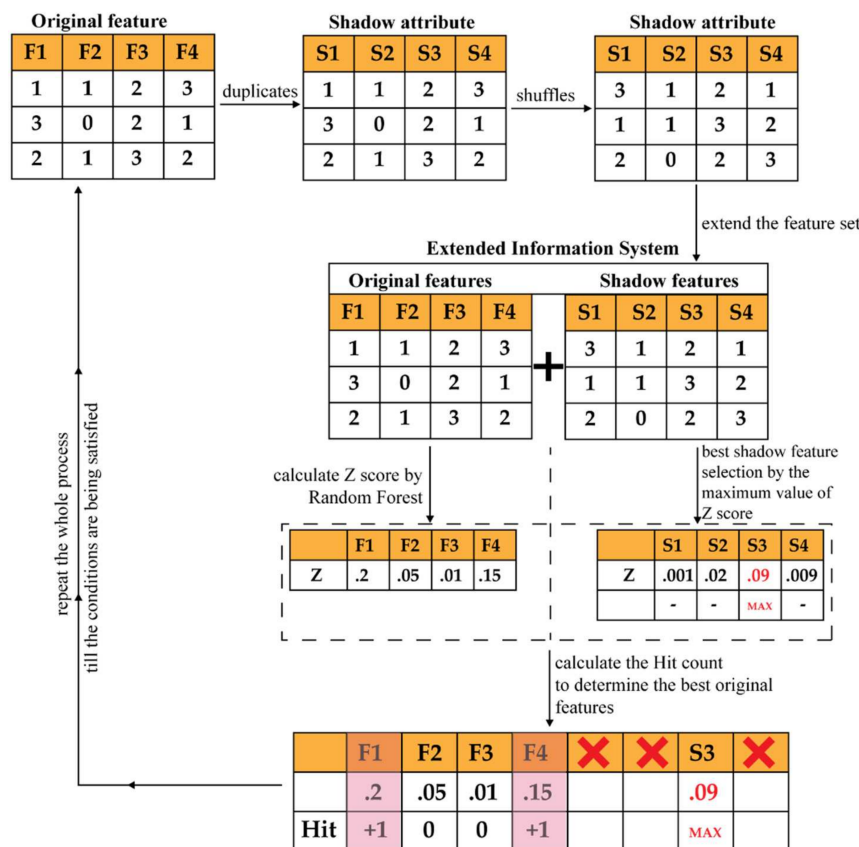 Original feature
F1 F2 F3 F4
1 1 2 3
3 0 2 1
2 1 3 2
duplicates
Shadow attribute
S1 S2 S3 S4
1 1 2 3
3 0 2 1
2 1 3 2
shuffles
Shadow attribute
S1 S2 S3 S4
3 1 2 1
1 1 3 2
2 0 2 3
extend the feature set
Extended Information System
Original features
F1 F2 F3 F4
1 1 2 3
3 0 2 1
2 1 3 2
+
Shadow features
S1 S2 S3 S4
3 1 2 1
1 1 3 2
2 0 2 3
calculate Z score by
Random Forest
best shadow feature
selection by the
maximum value of
Z score
F1 F2 F3 F4
Z .2 .05 .01 .15
S1 S2 S3 S4
Z .001 .02 .09 .009
- - MAX -
calculate the Hit count
to determine the best original
features
F1 F2 F3 F4 S3
.2 .05 .01 .15 .09
Hit +1 0 0 +1 MAX
repeat the whole process
till the conditions are being satisfied